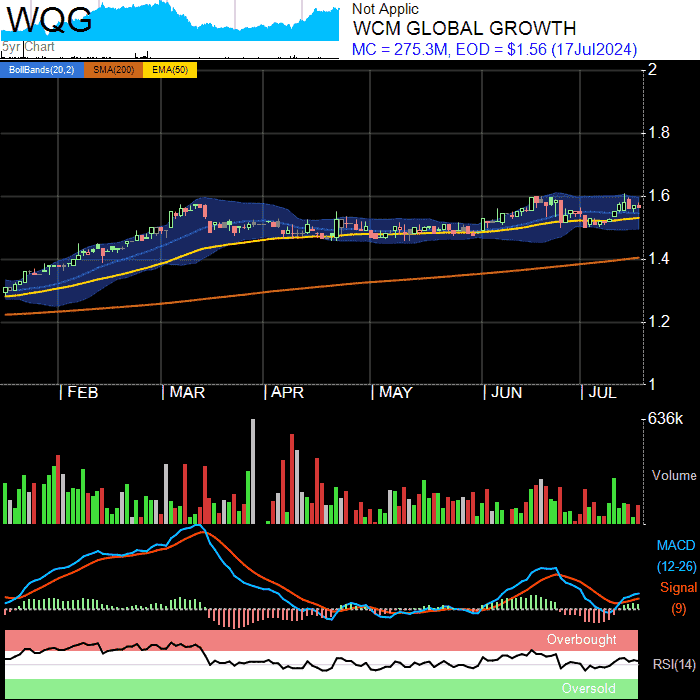 WQG
5yr Chart
Not Applic
WCM GLOBAL GROWTH
MC = 275.3M, EOD = $1.56 (17Jul2024)
BollBands(20,2) SMA(200) EMA(50)
2
1.8
1.6
1.4
1.2
1
FEB MAR APR MAY JUN JUL
636k
Volume
MACD
(12-26)
Signal
(9)
Overbought
RSI(14)
Oversold